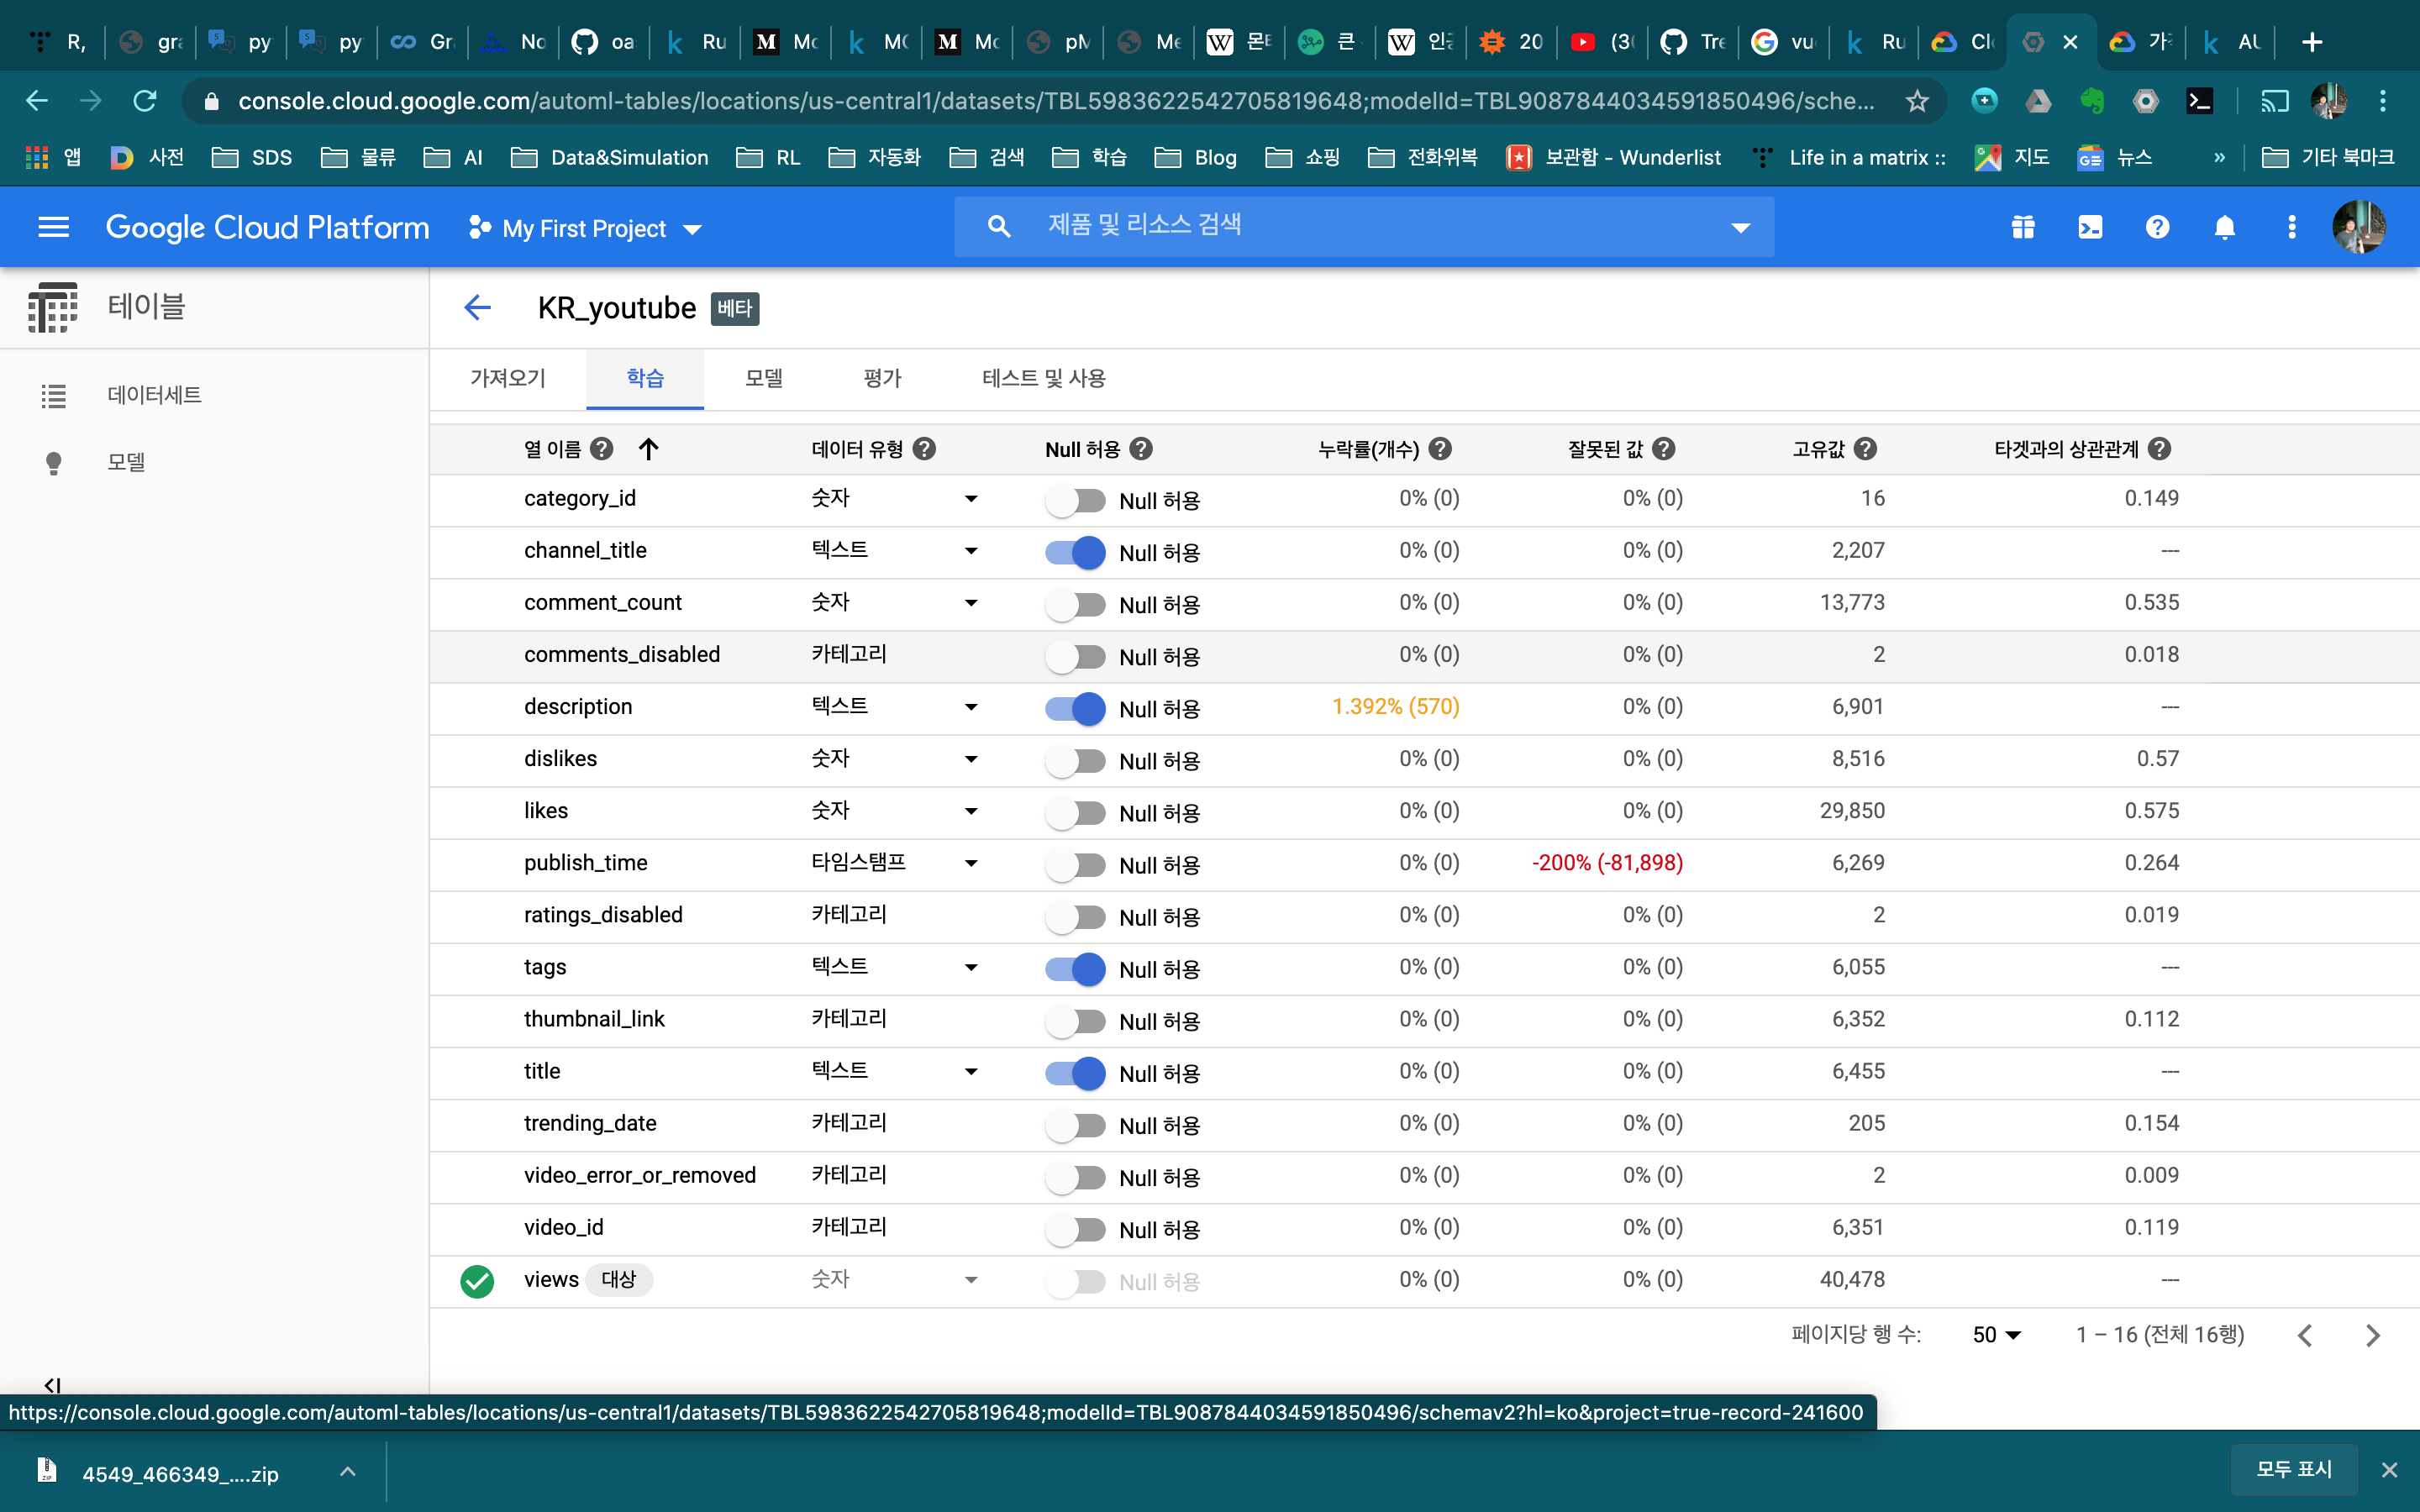 R, gra py py Gr No oa Ru Mo MC Mo pM Me 몬 큰 인 20 (3 Tre vu Ru Clo 가 AU
console.cloud.google.com/automl-tables/locations/us-central1/datasets/TBL5983622542705819648;modelId=TBL9087844034591850496/sche...
앱 사전 SDS 물류 AI Data&Simulation RL 자동화 검색 학습 Blog 쇼핑 전화위복 보관함 - Wunderlist Life in a matrix :: 지도 뉴스 » 기타 북마크
Google Cloud Platform My First Project 제품 및 리소스 검색
테이블
데이터세트
모델
KR_youtube 베타
가져오기 학습 모델 평가 테스트 및 사용
열 이름 데이터 유형 Null 허용 누락률(개수) 잘못된 값 고유값 타겟과의 상관관계
category_id 숫자 Null 허용 0% (0) 0% (0) 16 0.149
channel_title 텍스트 Null 허용 0% (0) 0% (0) 2,207 ---
comment_count 숫자 Null 허용 0% (0) 0% (0) 13,773 0.535
comments_disabled 카테고리 Null 허용 0% (0) 0% (0) 2 0.018
description 텍스트 Null 허용 1.392% (570) 0% (0) 6,901 ---
dislikes 숫자 Null 허용 0% (0) 0% (0) 8,516 0.57
likes 숫자 Null 허용 0% (0) 0% (0) 29,850 0.575
publish_time 타임스탬프 Null 허용 0% (0) -200% (-81,898) 6,269 0.264
ratings_disabled 카테고리 Null 허용 0% (0) 0% (0) 2 0.019
tags 텍스트 Null 허용 0% (0) 0% (0) 6,055 ---
thumbnail_link 카테고리 Null 허용 0% (0) 0% (0) 6,352 0.112
title 텍스트 Null 허용 0% (0) 0% (0) 6,455 ---
trending_date 카테고리 Null 허용 0% (0) 0% (0) 205 0.154
video_error_or_removed 카테고리 Null 허용 0% (0) 0% (0) 2 0.009
video_id 카테고리 Null 허용 0% (0) 0% (0) 6,351 0.119
views 대상 숫자 Null 허용 0% (0) 0% (0) 40,478 ---
페이지당 행 수: 50 1 – 16 (전체 16행)
https://console.cloud.google.com/automl-tables/locations/us-central1/datasets/TBL5983622542705819648;modelId=TBL9087844034591850496/schemav2?hl=ko&project=true-record-241600
4549_466349_....zip 모두 표시